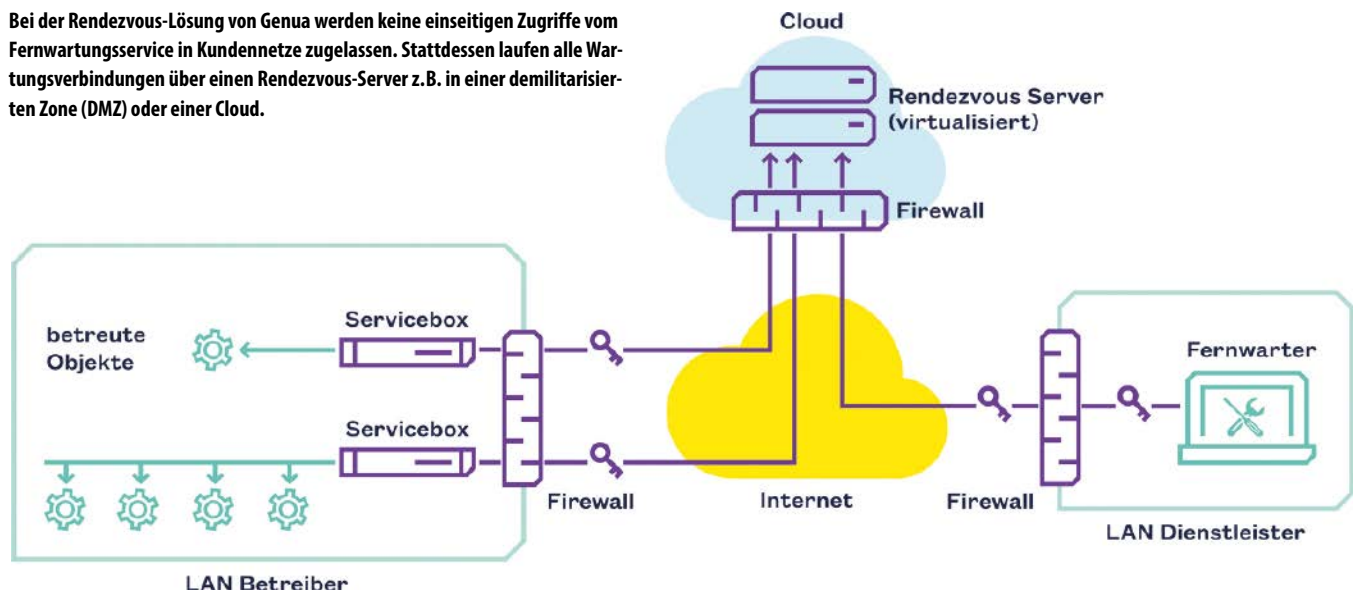 Bei der Rendezvous-Lösung von Genua werden keine einseitigen Zugriffe vom
Fernwartungsservice in Kundennetze zugelassen. Stattdessen laufen alle War-
tungsverbindungen über einen Rendezvous-Server z.B. in einer demilitarisier-
ten Zone (DMZ) oder einer Cloud.
Cloud
Rendezvous Server
(virtualisiert)
Firewall
betreute
Objekte
Servicebox
Servicebox
Firewall
LAN Betreiber
Internet
Firewall
Fernwarter
LAN Dienstleister